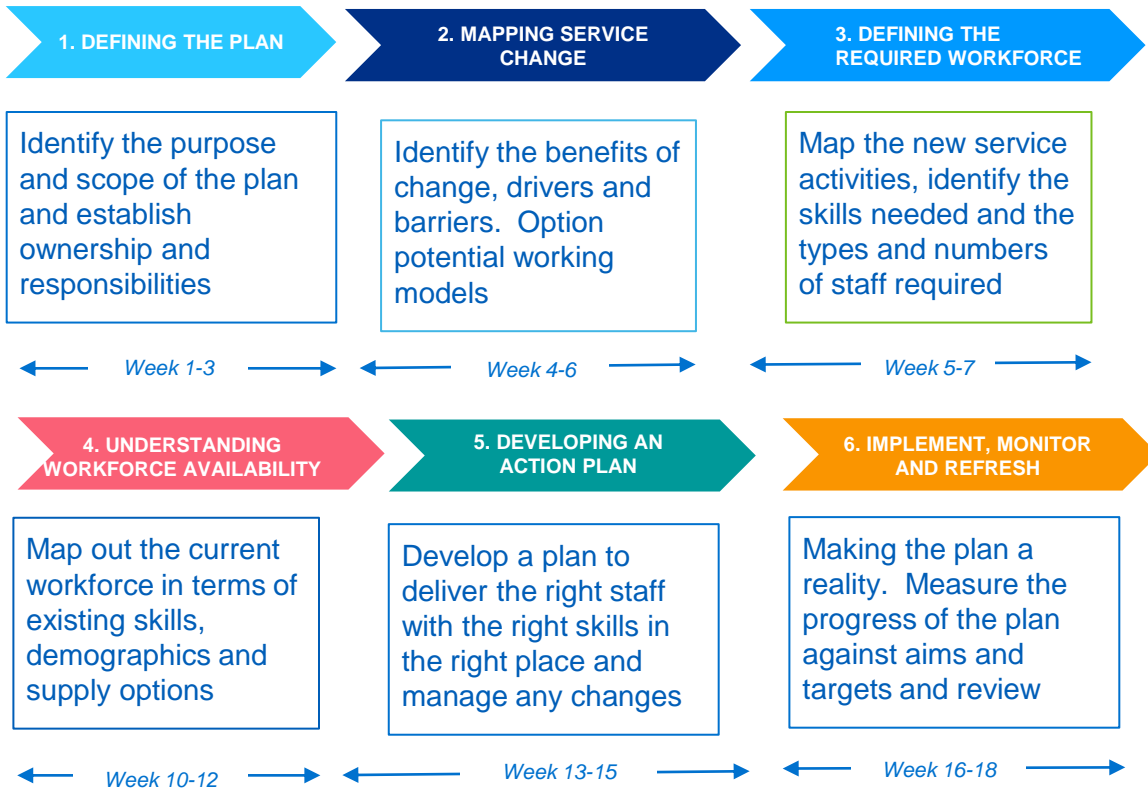 1. DEFINING THE PLAN
2. MAPPING SERVICE
CHANGE
3. DEFINING THE
REQUIRED WORKFORCE
Identify the purpose
and scope of the plan
and establish
ownership and
responsibilities
Identify the benefits of
change, drivers and
barriers.  Option
potential working
models
Map the new service
activities, identify the
skills needed and the
types and numbers
of staff required
Week 1-3
Week 4-6
Week 5-7
4. UNDERSTANDING
WORKFORCE AVAILABILITY
5. DEVELOPING AN
ACTION PLAN
6. IMPLEMENT, MONITOR
AND REFRESH
Map out the current
workforce in terms of
existing skills,
demographics and
supply options
Develop a plan to
deliver the right staff
with the right skills in
the right place and
manage any changes
Making the plan a
reality.  Measure the
progress of the plan
against aims and
targets and review
Week 10-12
Week 13-15
Week 16-18